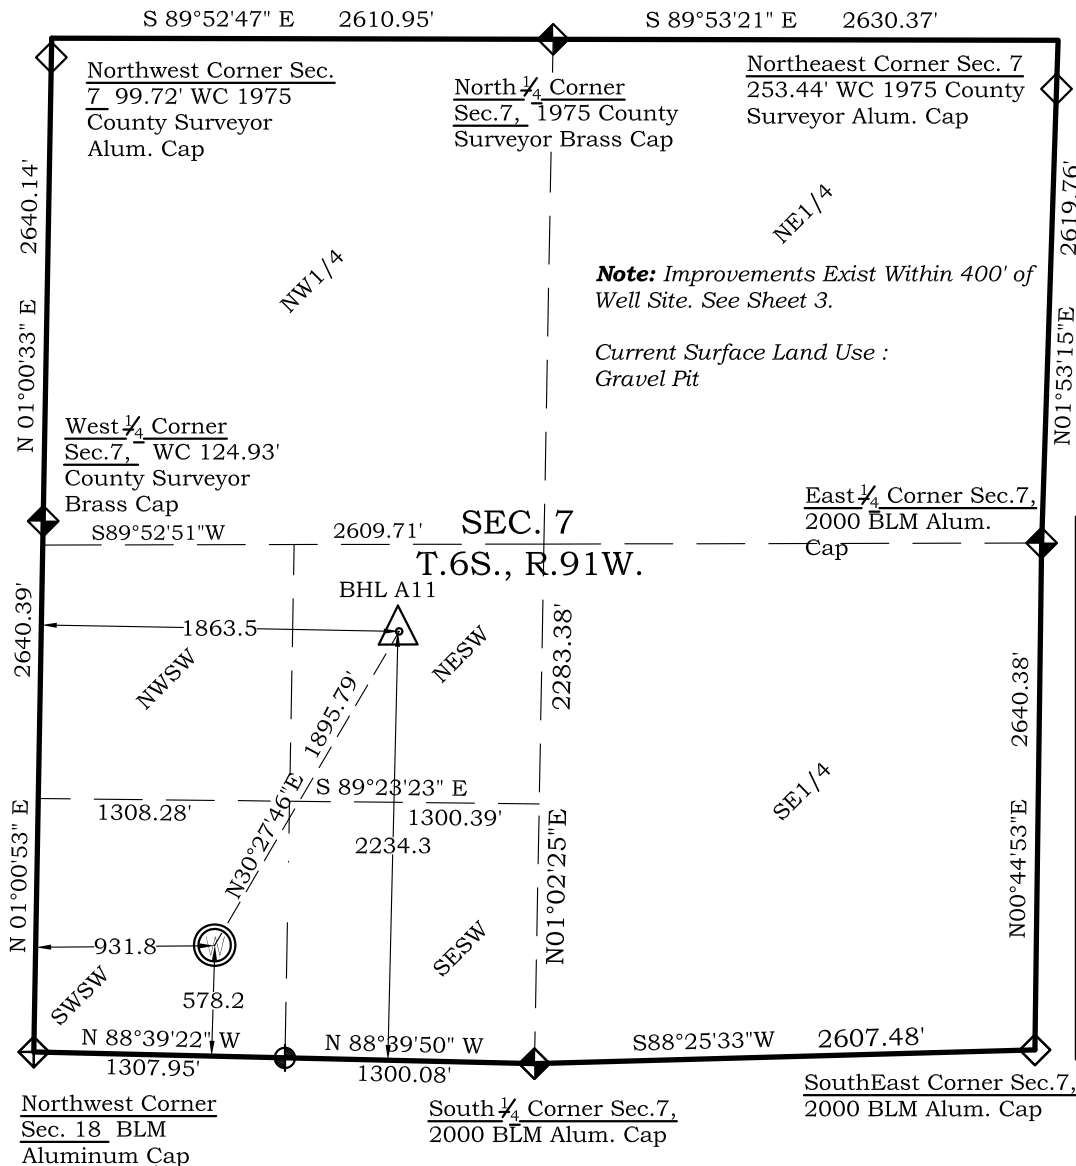 S 89°52'47" E 2610.95' S 89°53'21" E 2630.37'
Northwest Corner Sec.
7 99.72' WC 1975
County Surveyor
Alum. Cap
North 1/4 Corner
Sec.7, 1975 County
Surveyor Brass Cap
Northeaest Corner Sec. 7
253.44' WC 1975 County
Surveyor Alum. Cap
2640.14'
N 01°00'33" E
NW1/4
NE1/4
2619.76'
N01°53'15"E
Note: Improvements Exist Within 400' of
Well Site. See Sheet 3.
Current Surface Land Use :
Gravel Pit
West 1/4 Corner
Sec.7, WC 124.93'
County Surveyor
Brass Cap
East 1/4 Corner Sec.7,
2000 BLM Alum.
Cap
S89°52'51"W 2609.71'
SEC. 7
T.6S., R.91W.
BHL A11
1863.5
2640.39'
N 01°00'53" E
NWSW
NESW
1895.79'
N30°27'46"E
2283.38'
N01°02'25"E
2640.38'
N00°44'53"E
S 89°23'23" E
1308.28'
1300.39'
2234.3
SE1/4
931.8
W
578.2
SWSW
SESW
N 88°39'22" W
1307.95'
N 88°39'50" W
1300.08'
S88°25'33"W 2607.48'
Northwest Corner
Sec. 18 BLM
Aluminum Cap
South 1/4 Corner Sec.7,
2000 BLM Alum. Cap
SouthEast Corner Sec.7,
2000 BLM Alum. Cap